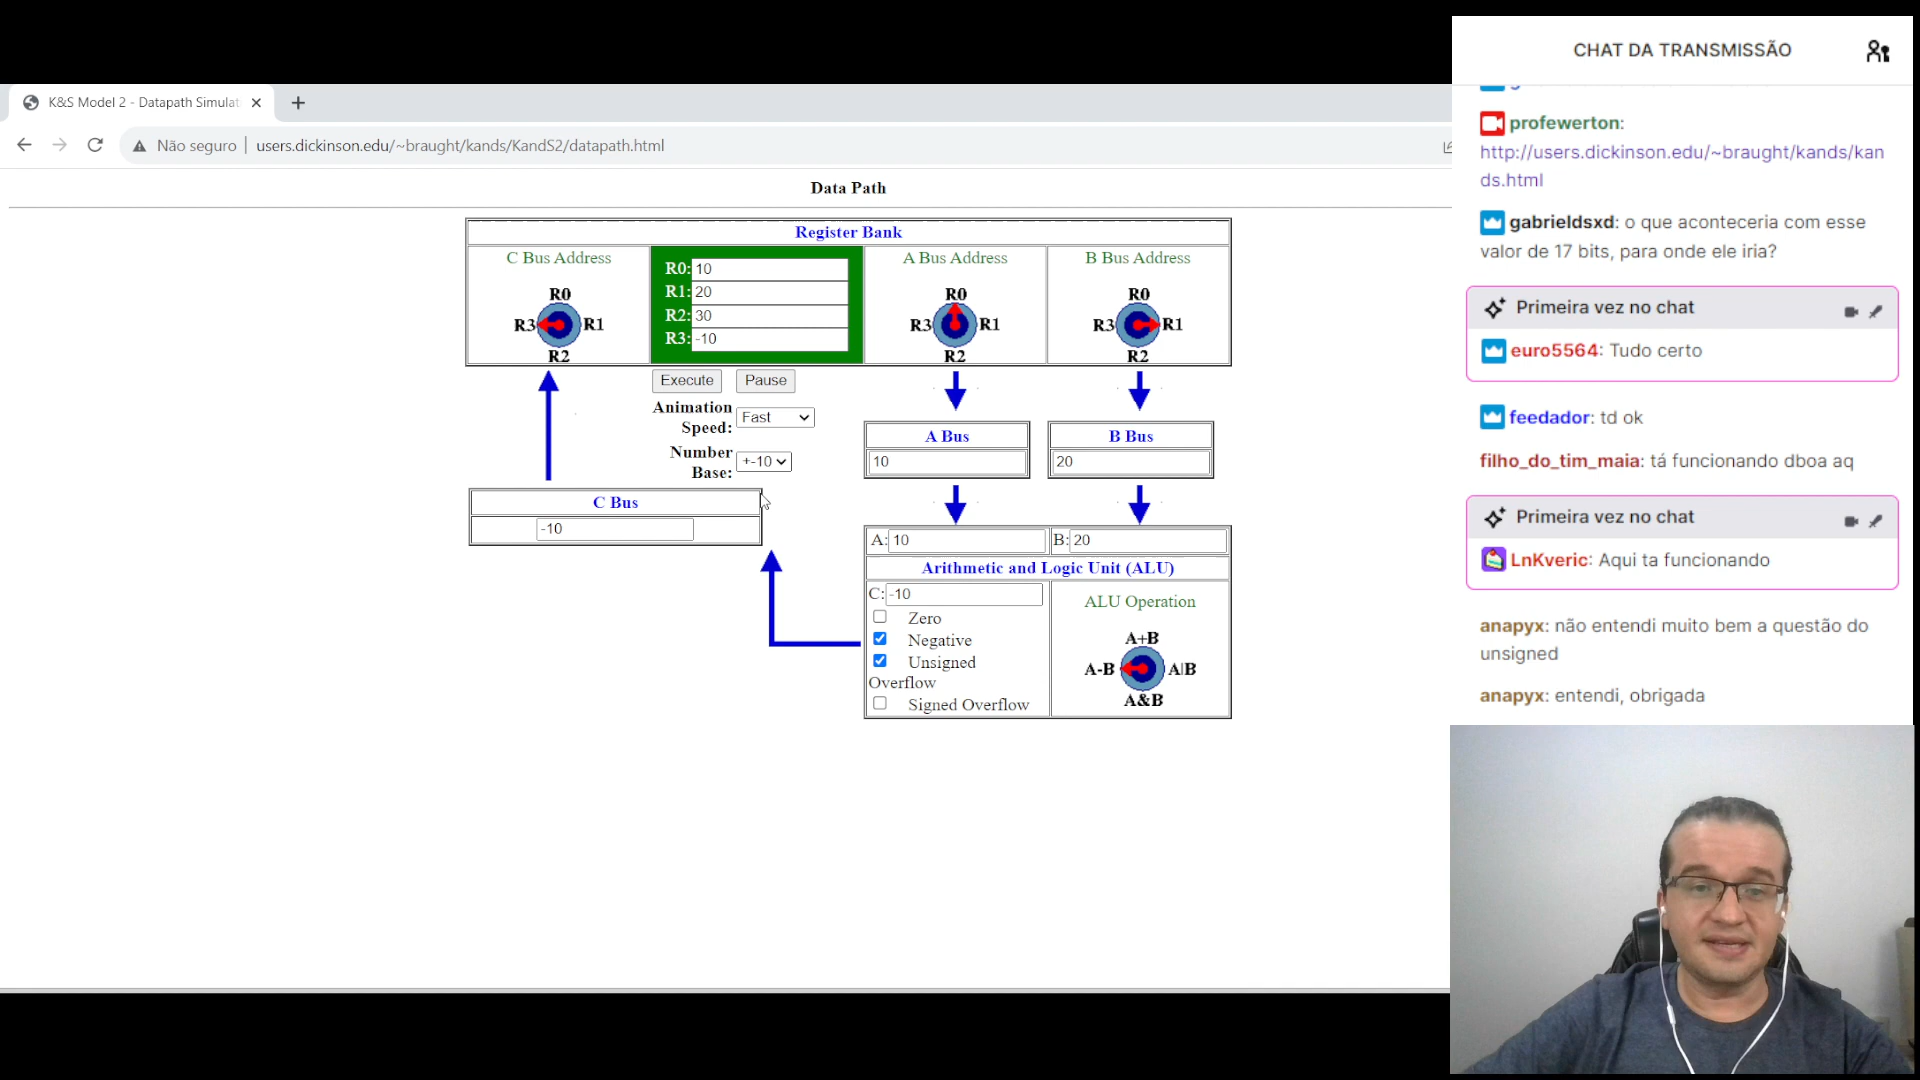 K&S Model 2 - Datapath Simulat
Não seguro
users.dickinson.edu/~braught/kands/KandS2/datapath.html
Data Path
Register Bank
C Bus Address
R0
R3
R1
R2
R0: 10
R1: 20
R2: 30
R3: -10
A Bus Address
R0
R3
R1
R2
B Bus Address
R0
R3
R1
R2
Execute
Pause
Animation
Speed:
Fast
Number
Base:
+-10
A Bus
10
B Bus
20
C Bus
-10
A: 10
B: 20
Arithmetic and Logic Unit (ALU)
C: -10
Zero
Negative
Unsigned
Overflow
Signed Overflow
ALU Operation
A+B
A-B
A|B
A&B
CHAT DA TRANSMISSÃO
profewerton:
http://users.dickinson.edu/~braught/kands/kan
ds.html
gabrieldsxd: o que aconteceria com esse
valor de 17 bits, para onde ele iria?
Primeira vez no chat
euro5564: Tudo certo
feedador: td ok
filho_do_tim_maia: tá funcionando dboa aq
Primeira vez no chat
LnKveric: Aqui ta funcionando
anapyx: não entendi muito bem a questão do
unsigned
anapyx: entendi, obrigada